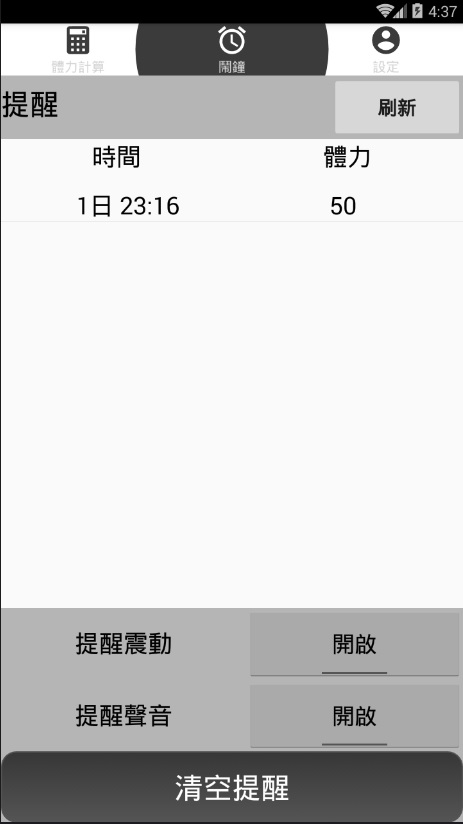 4:37
體力計算 鬧鐘 設定
提醒 刷新
時間 體力
1日 23:16 50
提醒震動 開啟
提醒聲音 開啟
清空提醒